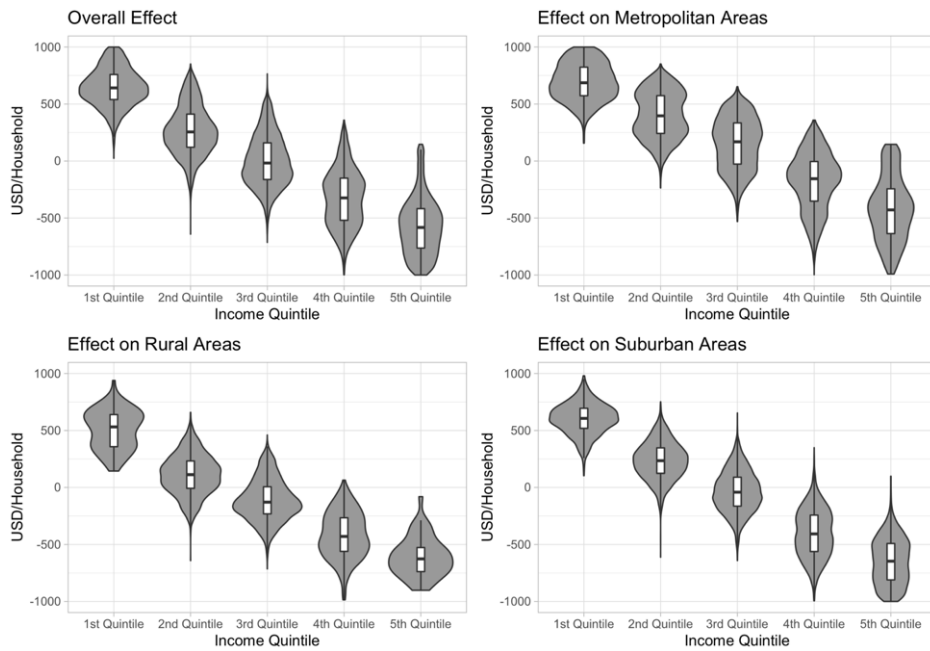 Overall Effect
USD/Household
1000
500
0
-500
-1000
1st Quintile 2nd Quintile 3rd Quintile 4th Quintile 5th Quintile
Income Quintile
Effect on Metropolitan Areas
USD/Household
1000
500
0
-500
-1000
1st Quintile 2nd Quintile 3rd Quintile 4th Quintile 5th Quintile
Income Quintile
Effect on Rural Areas
USD/Household
1000
500
0
-500
-1000
1st Quintile 2nd Quintile 3rd Quintile 4th Quintile 5th Quintile
Income Quintile
Effect on Suburban Areas
USD/Household
1000
500
0
-500
-1000
1st Quintile 2nd Quintile 3rd Quintile 4th Quintile 5th Quintile
Income Quintile